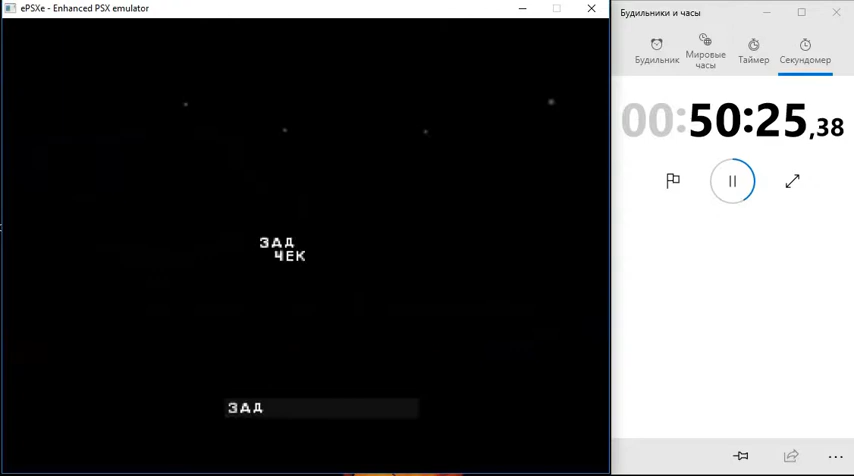 ePSXe - Enhanced PSX emulator
ЗАД
ЧЕК
ЗАД
Будильники и часы
Будильник
Мировые
часы
Таймер
Секундомер
00:50:25,38